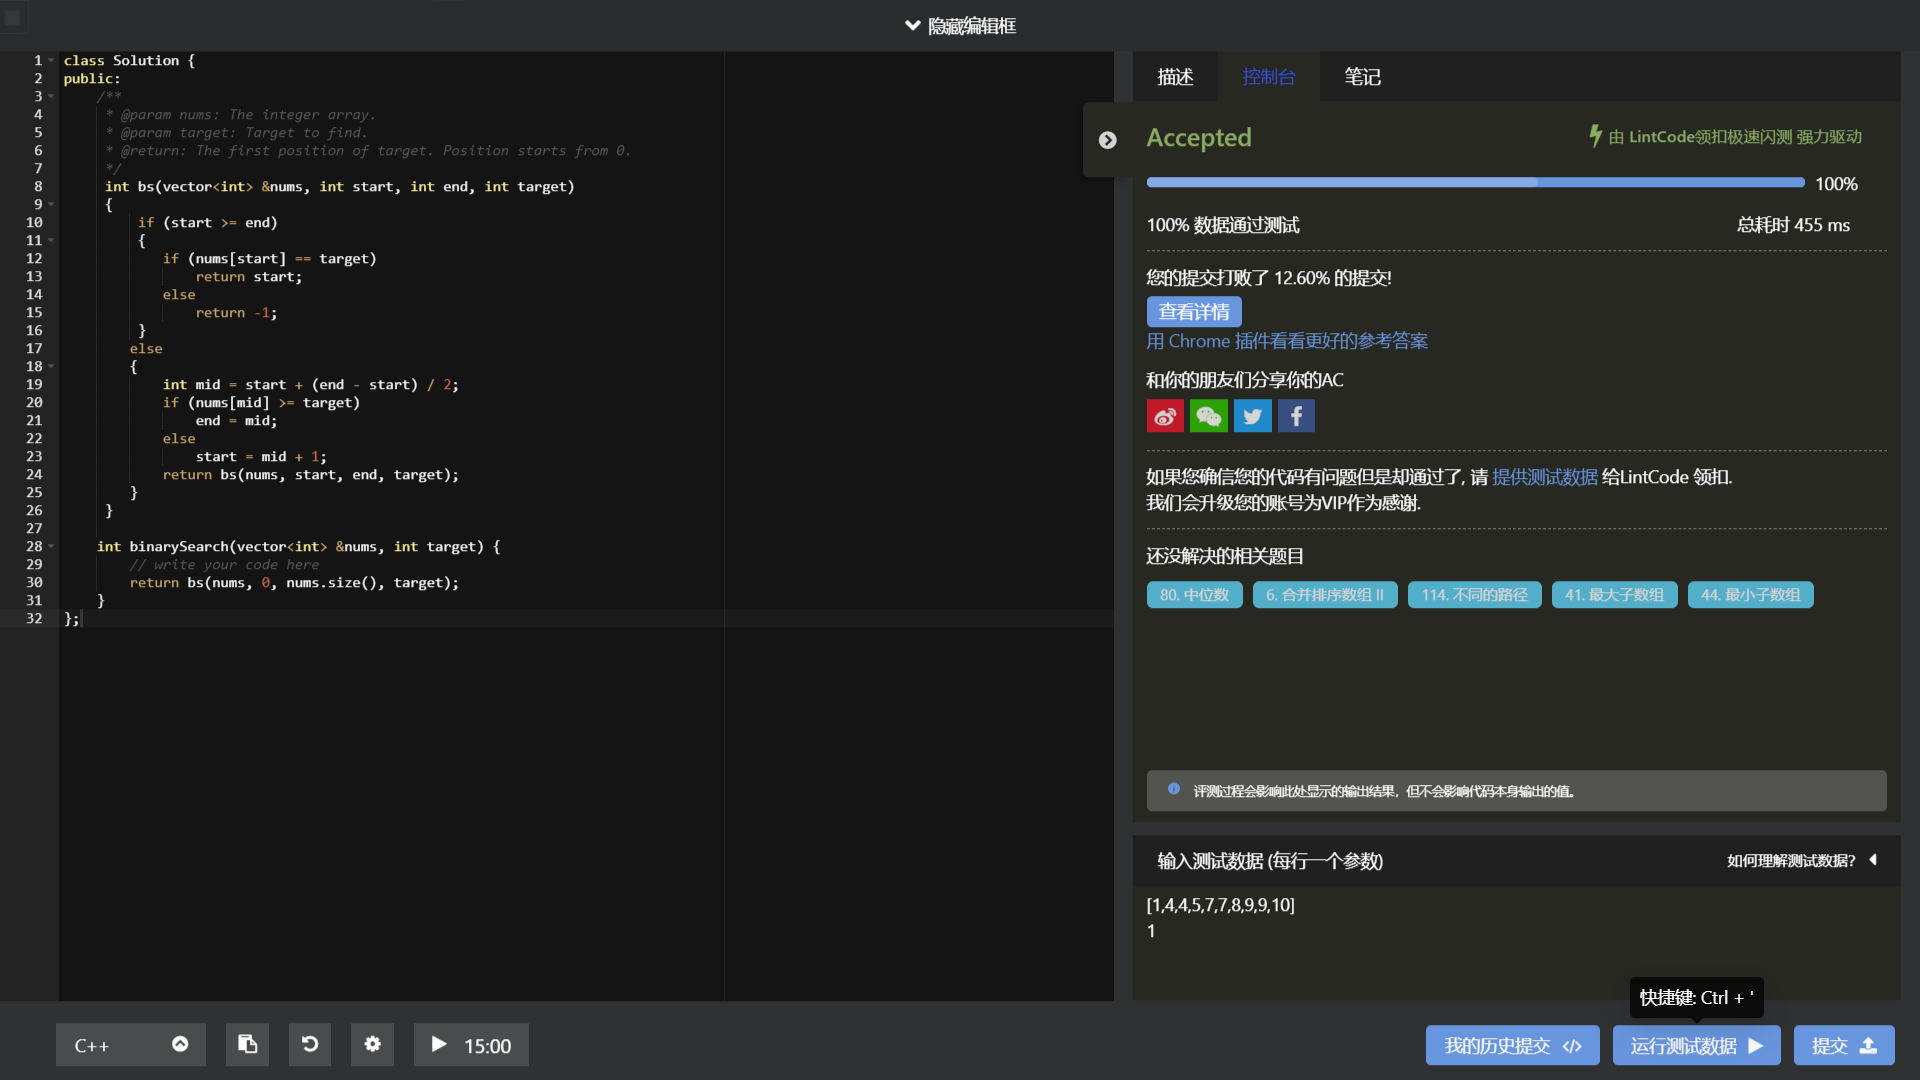 隐藏编辑框
1 class Solution {
2 public:
3 /**
4 * @param nums: The integer array.
5 * @param target: Target to find.
6 * @return: The first position of target. Position starts from 0.
7 */
8 int bs(vector<int> &nums, int start, int end, int target)
9 {
10 if (start >= end)
11 {
12 if (nums[start] == target)
13 return start;
14 else
15 return -1;
16 }
17 else
18 {
19 int mid = start + (end - start) / 2;
20 if (nums[mid] >= target)
21 end = mid;
22 else
23 start = mid + 1;
24 return bs(nums, start, end, target);
25 }
26 }
27
28 int binarySearch(vector<int> &nums, int target) {
29 // write your code here
30 return bs(nums, 0, nums.size(), target);
31 }
32 };
描述 控制台 笔记
Accepted 由 LintCode领扣极速闪测 强力驱动
100%
100% 数据通过测试 总耗时 455 ms
您的提交打败了 12.60% 的提交!
查看详情
用 Chrome 插件看看更好的参考答案
和你的朋友们分享你的AC
如果您确信您的代码有问题但是却通过了, 请 提供测试数据 给LintCode 领扣.
我们会升级您的账号为VIP作为感谢.
还没解决的相关题目
80. 中位数 6. 合并排序数组 II 114. 不同的路径 41. 最大子数组 44. 最小子数组
评测过程会影响此处显示的输出结果，但不会影响代码本身输出的值。
输入测试数据 (每行一个参数) 如何理解测试数据?
[1,4,4,5,7,7,8,9,9,10]
1
快捷键: Ctrl + '
C++ 15:00 我的历史提交 运行测试数据 提交